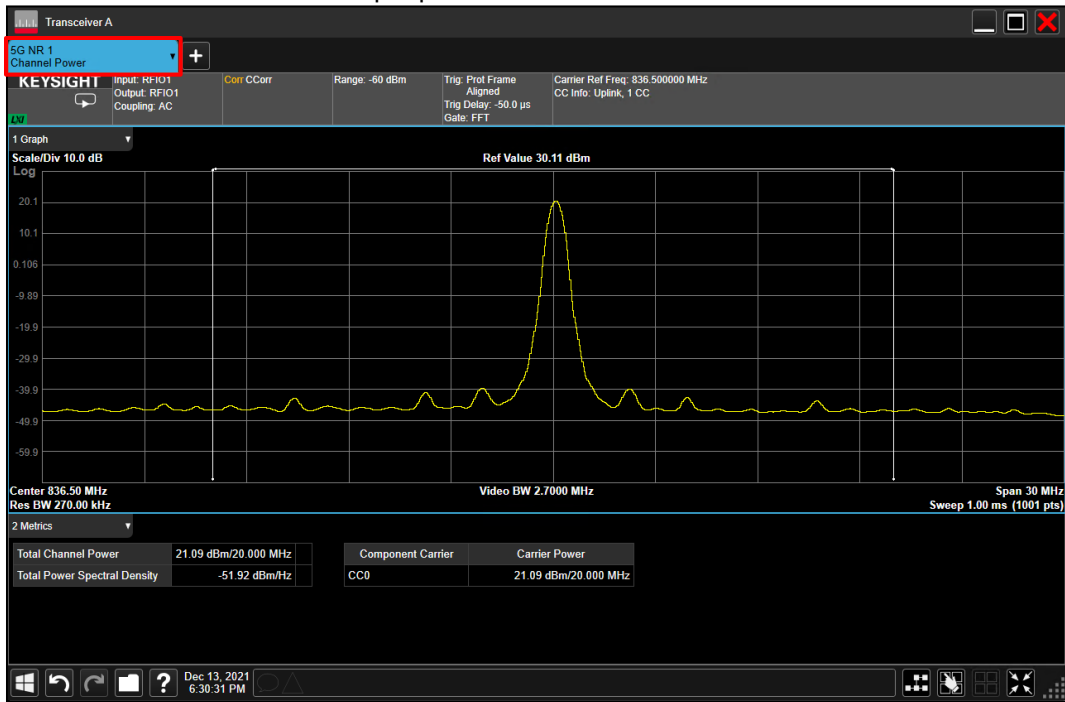 Transceiver A
5G NR 1
Channel Power
+
KEYSIGHT
Input: RFIO1
Output: RFIO1
Coupling: AC
Corr CCorr
Range: -60 dBm
Trig: Prot Frame
Aligned
Trig Delay: -50.0 µs
Gate: FFT
Carrier Ref Freq: 836.500000 MHz
CC Info: Uplink, 1 CC
LXI
1 Graph
Scale/Div 10.0 dB
Ref Value 30.11 dBm
Log
20.1
10.1
0.106
-9.89
-19.9
-29.9
-39.9
-49.9
-59.9
Center 836.50 MHz
Video BW 2.7000 MHz
Span 30 MHz
Res BW 270.00 kHz
Sweep 1.00 ms (1001 pts)
2 Metrics
Total Channel Power 21.09 dBm/20.000 MHz
Total Power Spectral Density -51.92 dBm/Hz
Component Carrier Carrier Power
CC0 21.09 dBm/20.000 MHz
?
Dec 13, 2021
6:30:31 PM